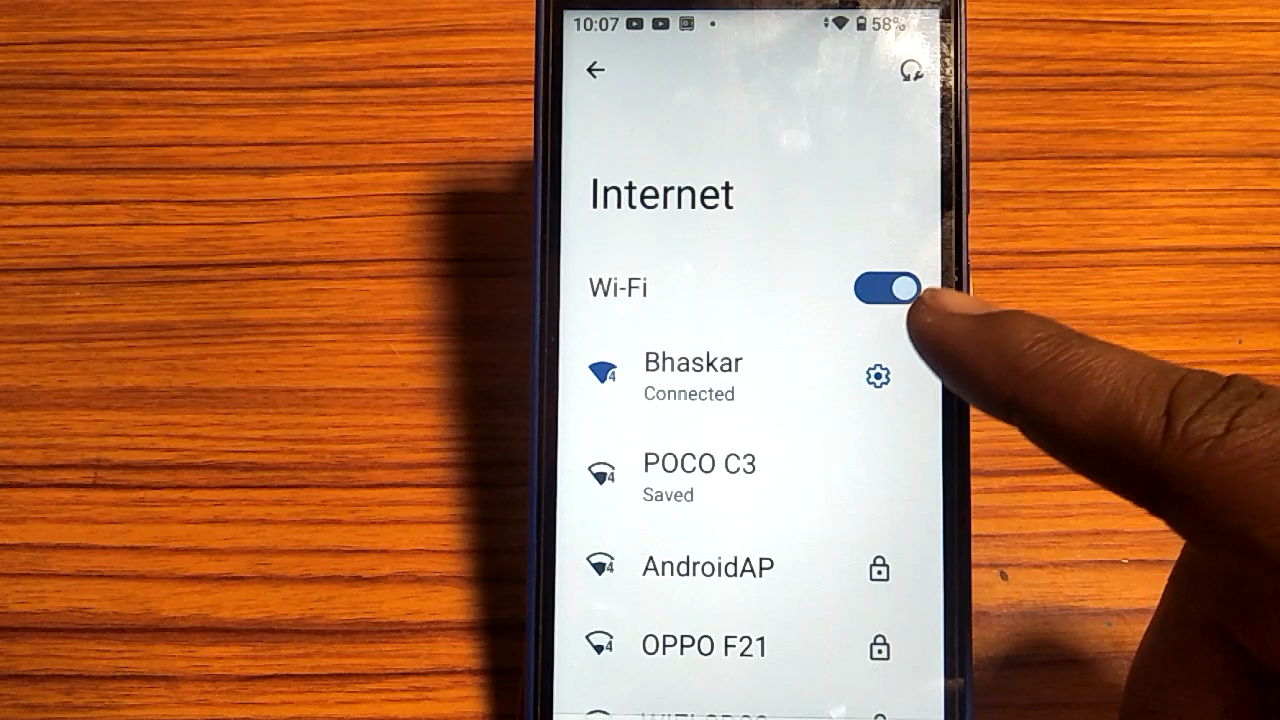 10:07 58%
Internet
Wi-Fi
Bhaskar
Connected
POCO C3
Saved
AndroidAP
OPPO F21